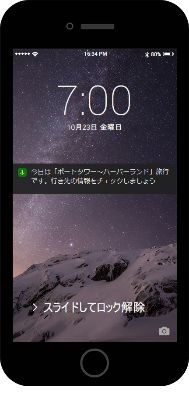 16:34 PM
80%
7:00
10月23日 金曜日
今日は「ポートタワー～ハーバーランド」旅行
です。行き先の情報をチェックしましょう
> スライドしてロック解除